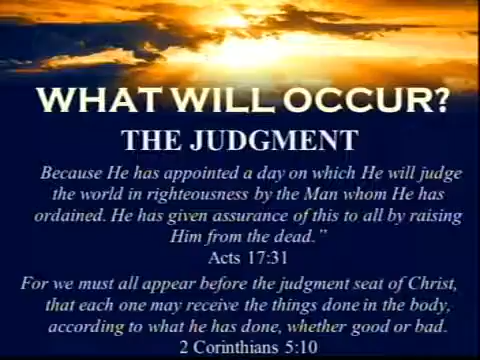 WHAT WILL OCCUR?
THE JUDGMENT
Because He has appointed a day on which He will judge
the world in righteousness by the Man whom He has
ordained. He has given assurance of this to all by raising
Him from the dead.”
Acts 17:31
For we must all appear before the judgment seat of Christ,
that each one may receive the things done in the body,
according to what he has done, whether good or bad.
2 Corinthians 5:10